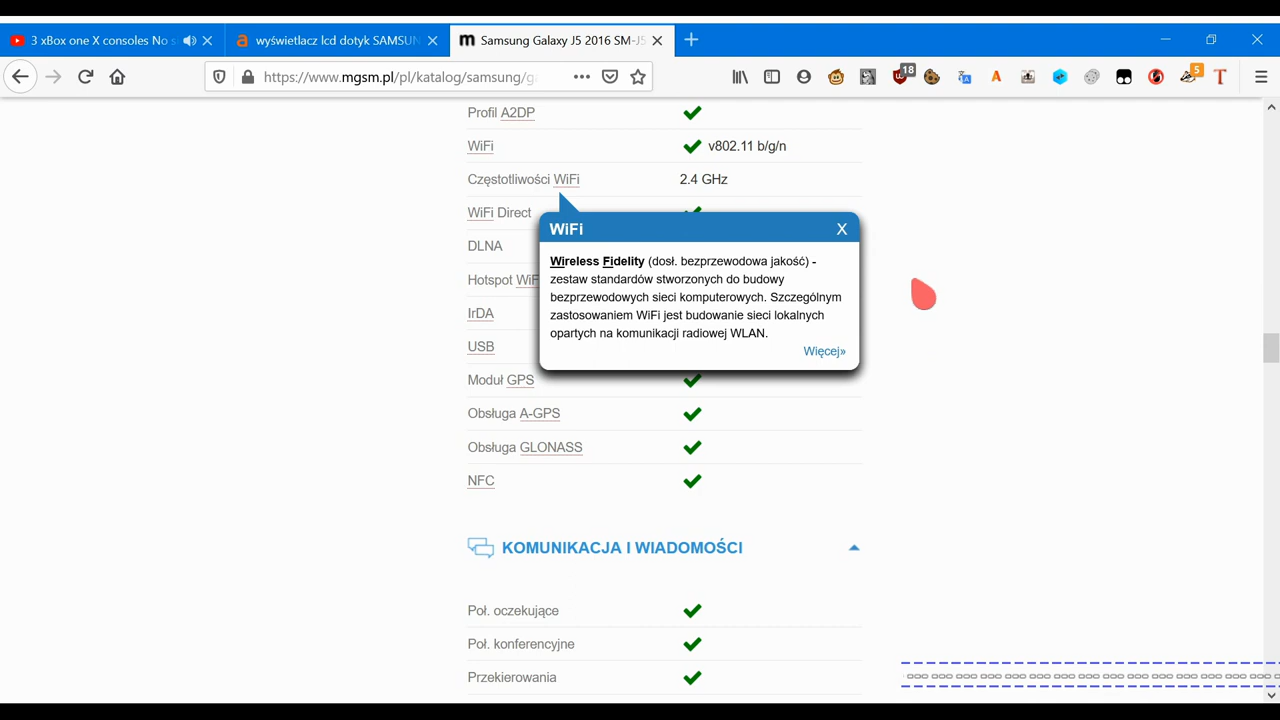 3 xBox one X consoles No s
wyświetlacz lcd dotyk SAMSUN
Samsung Galaxy J5 2016 SM-J5
https://www.mgsm.pl/pl/katalog/samsung/ga
18
5
Profil A2DP
WiFi v802.11 b/g/n
Częstotliwości WiFi 2.4 GHz
WiFi Direct
DLNA
Hotspot WiF
IrDA
USB
WiFi X
Wireless Fidelity (dosł. bezprzewodowa jakość) -
zestaw standardów stworzonych do budowy
bezprzewodowych sieci komputerowych. Szczególnym
zastosowaniem WiFi jest budowanie sieci lokalnych
opartych na komunikacji radiowej WLAN.
Więcej»
Moduł GPS
Obsługa A-GPS
Obsługa GLONASS
NFC
KOMUNIKACJA I WIADOMOŚCI
Poł. oczekujące
Poł. konferencyjne
Przekierowania